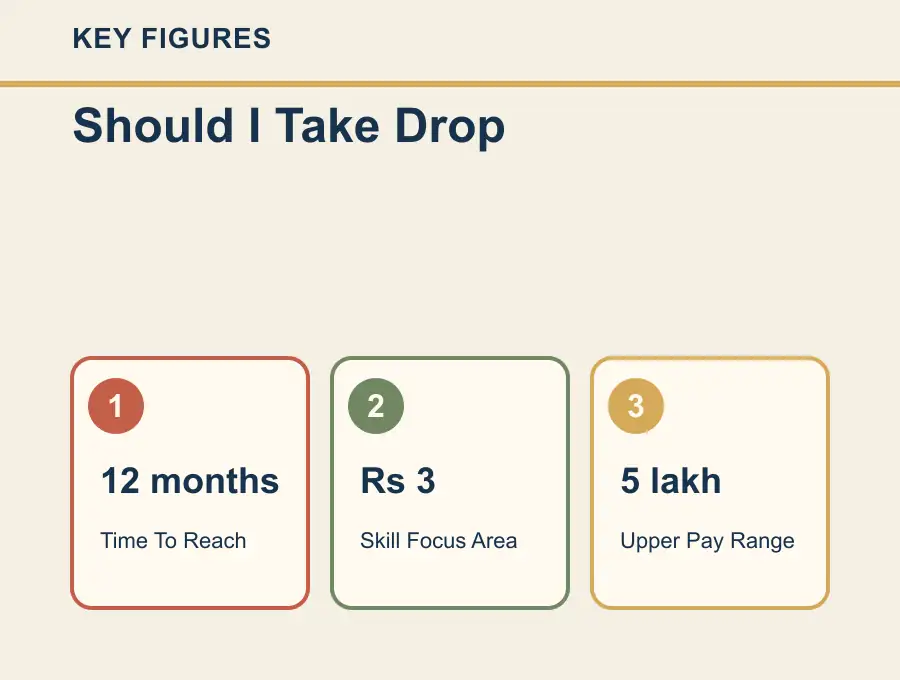 KEY FIGURES
Should I Take Drop
1
12 months
Time To Reach
2
Rs 3
Skill Focus Area
3
5 lakh
Upper Pay Range